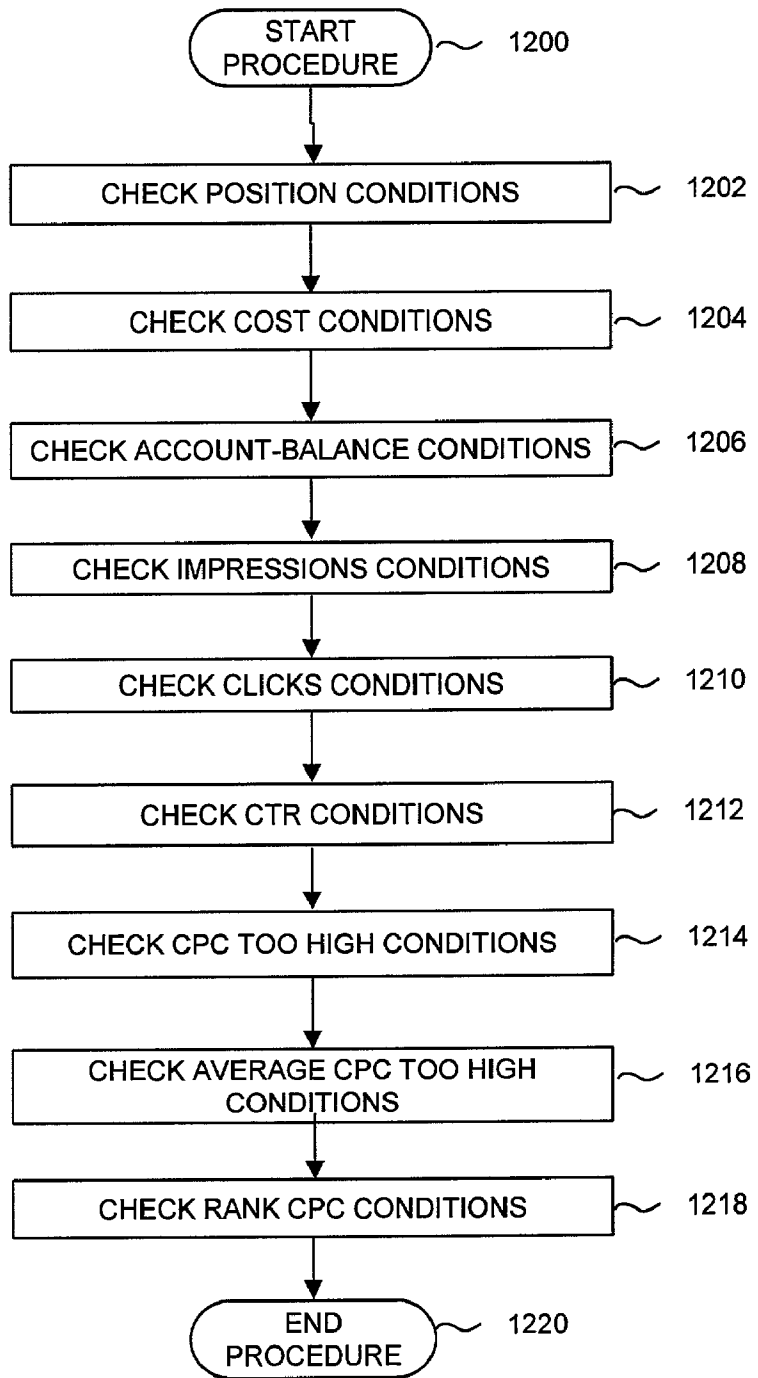 START
PROCEDURE
1200
CHECK POSITION CONDITIONS
1202
CHECK COST CONDITIONS
1204
CHECK ACCOUNT-BALANCE CONDITIONS
1206
CHECK IMPRESSIONS CONDITIONS
1208
CHECK CLICKS CONDITIONS
1210
CHECK CTR CONDITIONS
1212
CHECK CPC TOO HIGH CONDITIONS
1214
CHECK AVERAGE CPC TOO HIGH
CONDITIONS
1216
CHECK RANK CPC CONDITIONS
1218
END
PROCEDURE
1220